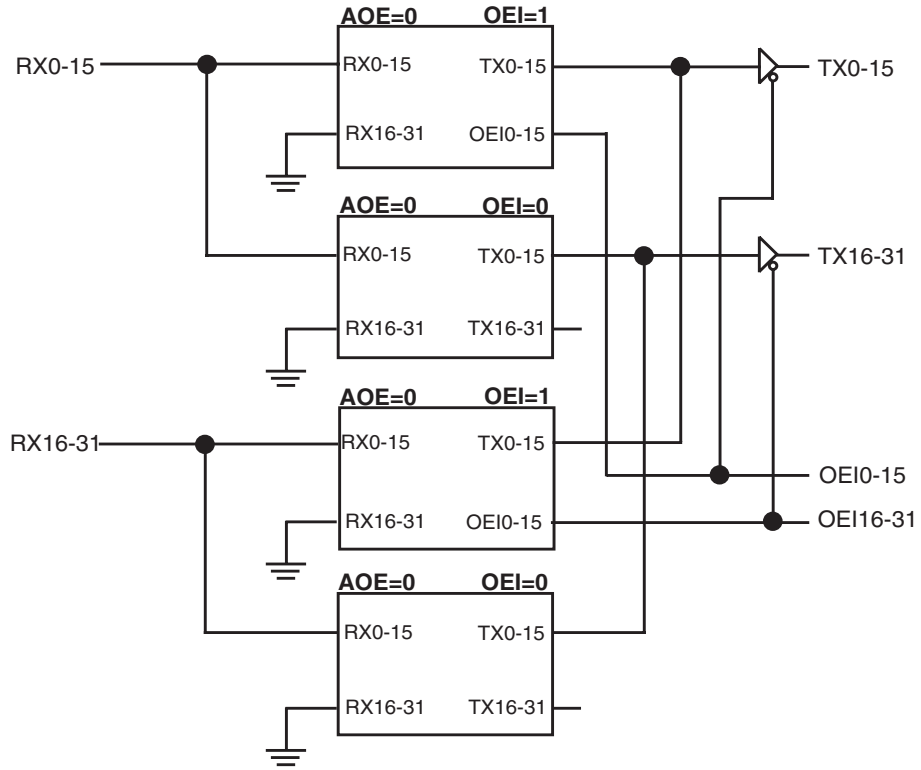 AOE=0 OEI=1
RX0-15 RX0-15 TX0-15 TX0-15
RX16-31 OEI0-15
AOE=0 OEI=0
RX0-15 TX0-15 TX16-31
RX16-31 TX16-31
AOE=0 OEI=1
RX16-31 RX0-15 TX0-15
OEI0-15
RX16-31 OEI0-15 OEI16-31
AOE=0 OEI=0
RX0-15 TX0-15
RX16-31 TX16-31